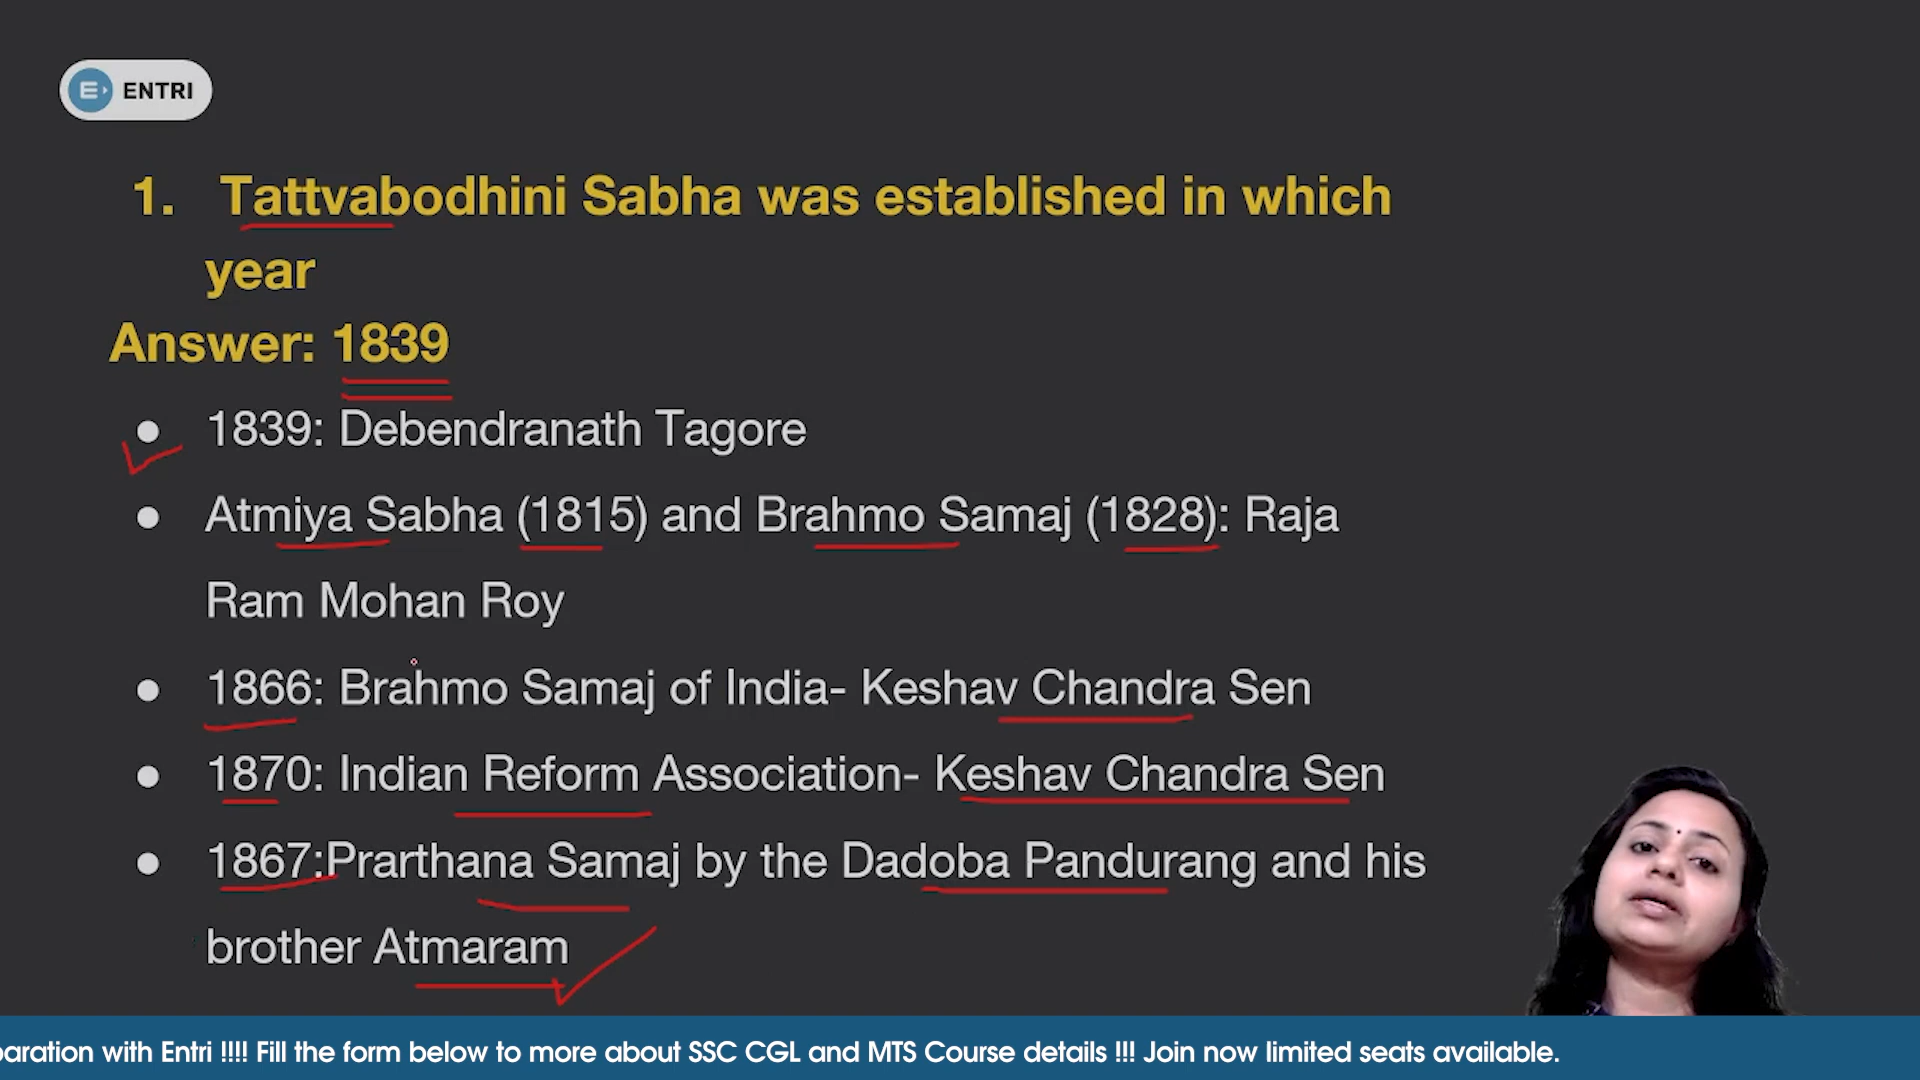 ENTRI
1. Tattvabodhini Sabha was established in which
year
Answer: 1839
● 1839: Debendranath Tagore
● Atmiya Sabha (1815) and Brahmo Samaj (1828): Raja
Ram Mohan Roy
● 1866: Brahmo Samaj of India- Keshav Chandra Sen
● 1870: Indian Reform Association- Keshav Chandra Sen
● 1867:Prarthana Samaj by the Dadoba Pandurang and his
brother Atmaram
paration with Entri !!!! Fill the form below to more about SSC CGL and MTS Course details !!! Join now limited seats available.